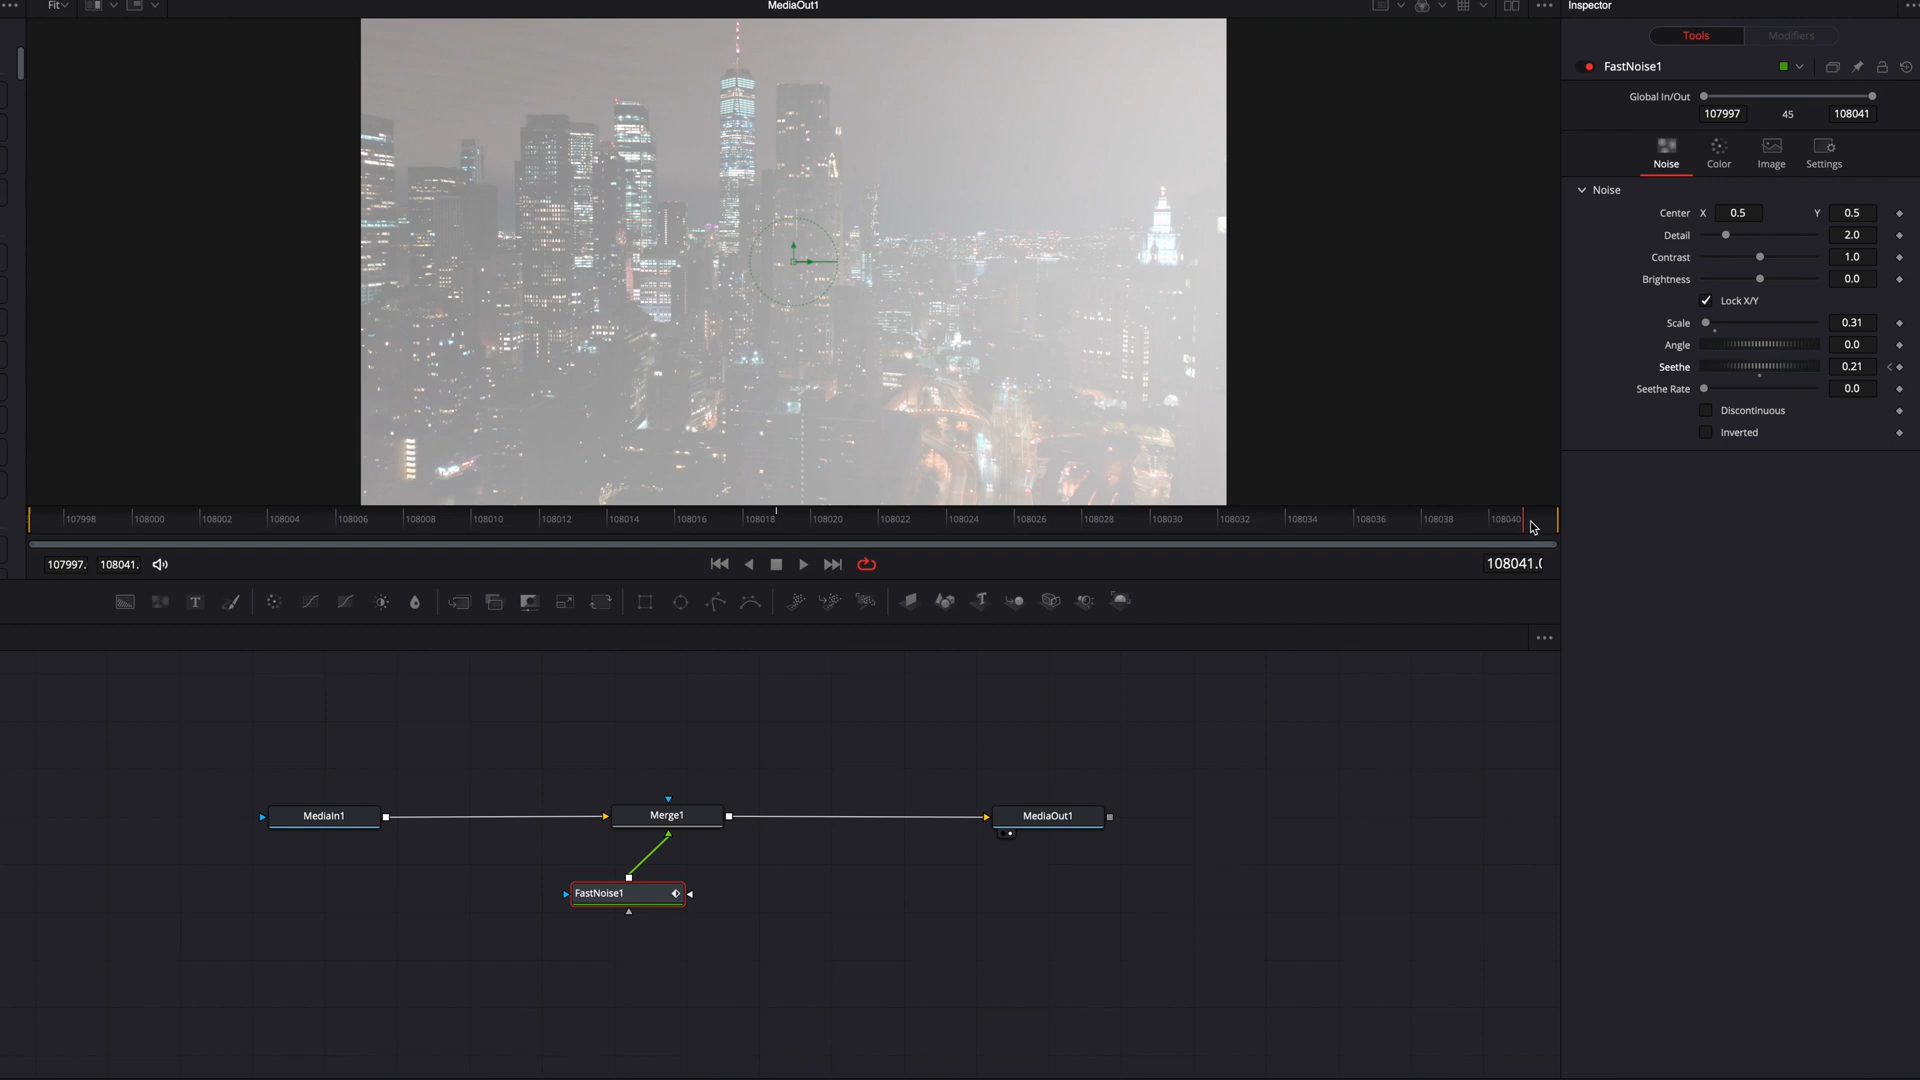 Fit
MediaOut1
Inspector
Tools
Modifiers
FastNoise1
Global In/Out
107997
45
108041
Noise
Color
Image
Settings
Noise
Center X 0.5 Y 0.5
Detail 2.0
Contrast 1.0
Brightness 0.0
Lock X/Y
Scale 0.31
Angle 0.0
Seethe 0.21
Seethe Rate 0.0
Discontinuous
Inverted
107998 108000 108002 108004 108006 108008 108010 108012 108014 108016 108018 108020 108022 108024 108026 108028 108030 108032 108034 108036 108038 108040
107997. 108041. 108041.0
T
MediaIn1
Merge1
MediaOut1
FastNoise1